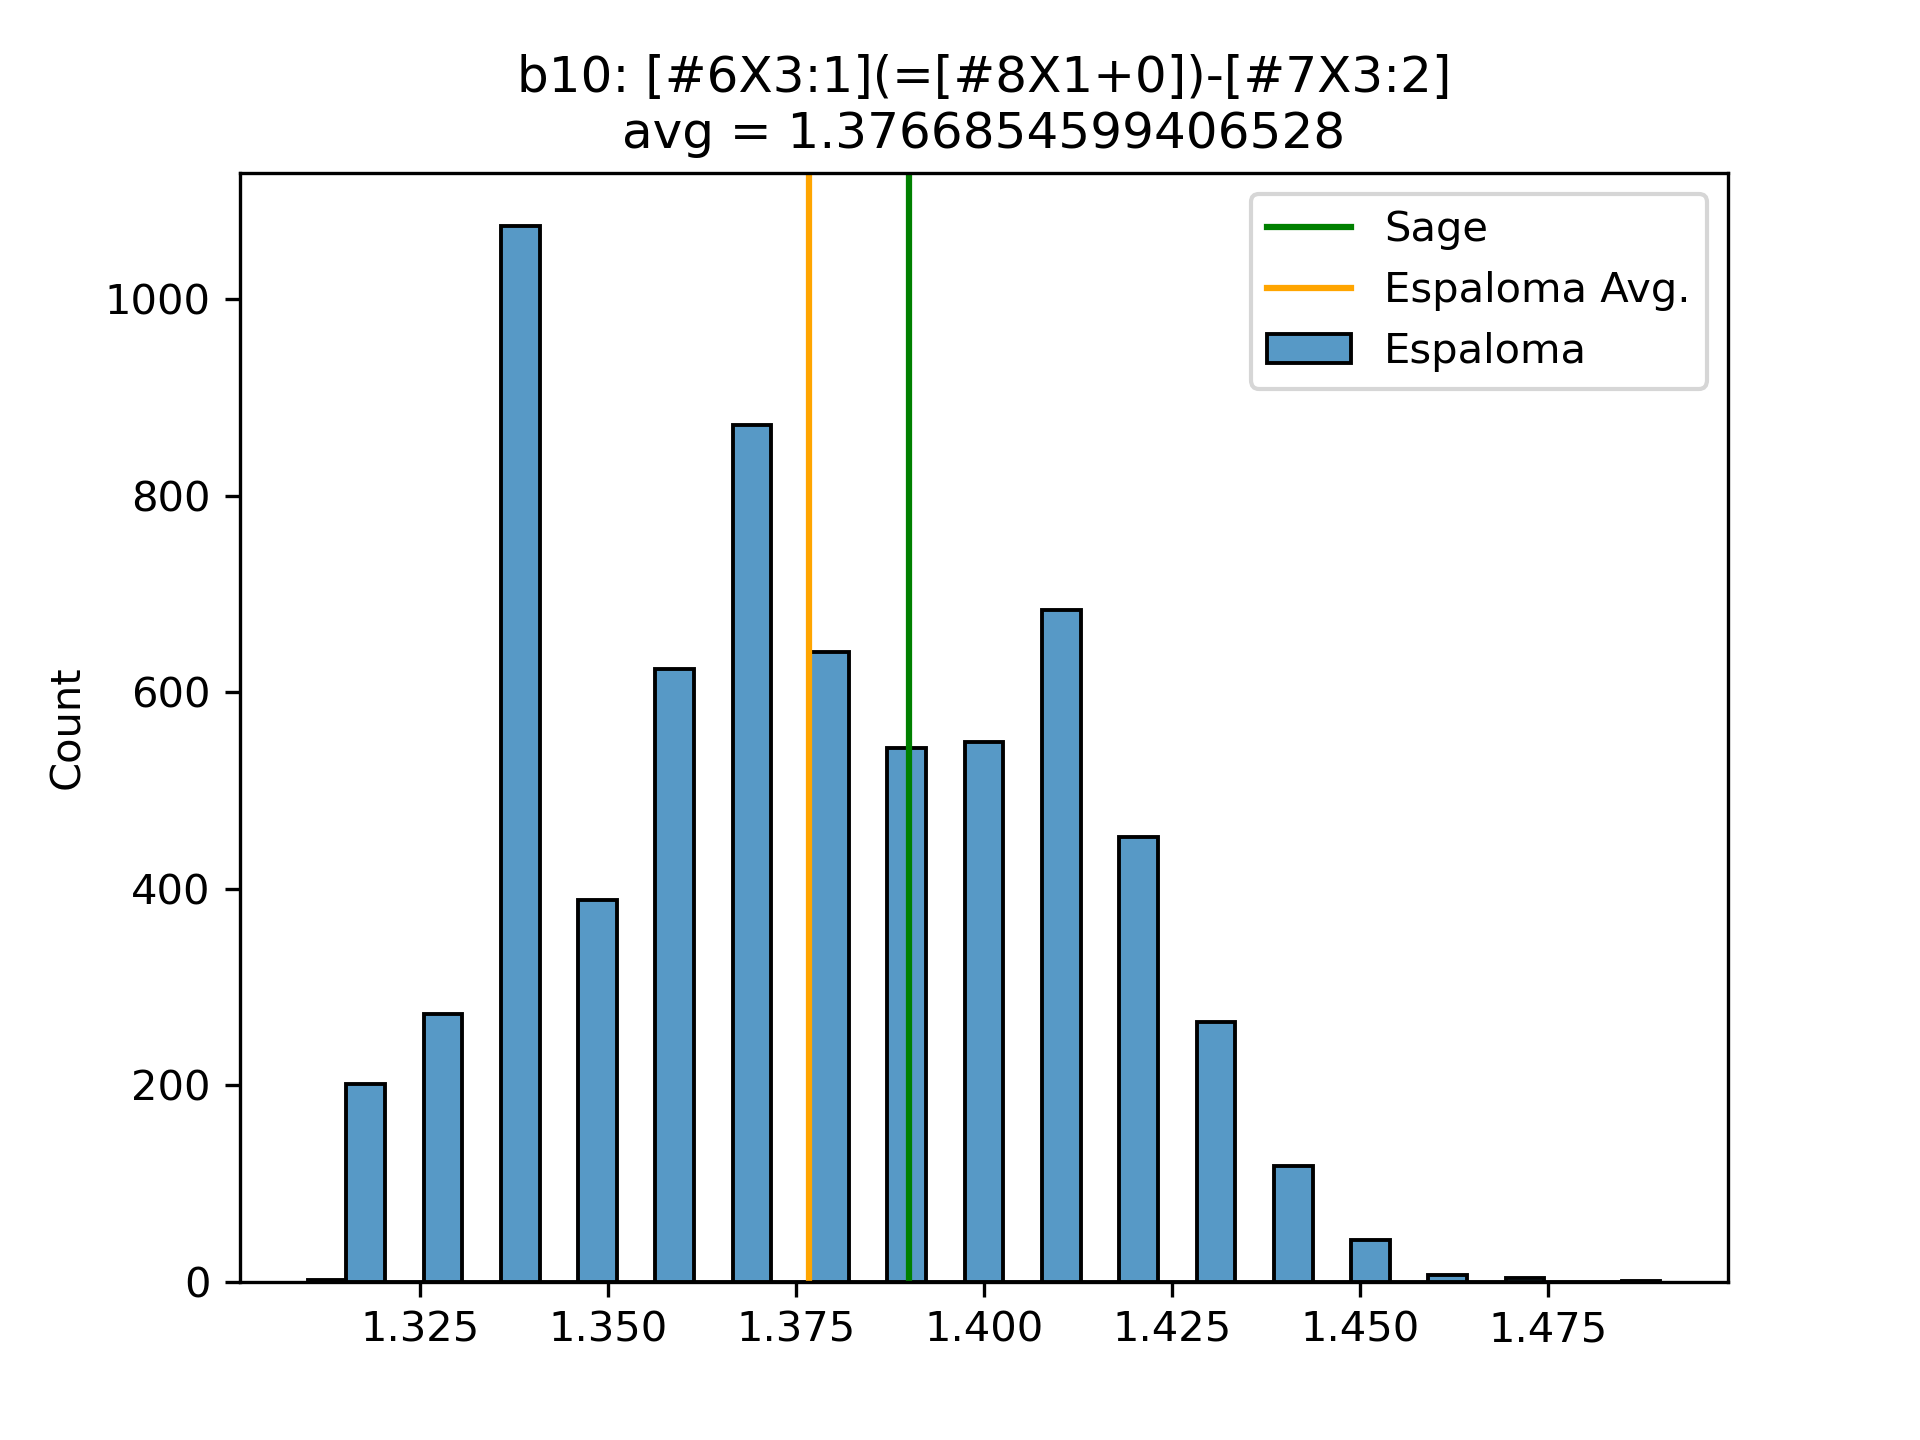 b10: [#6X3:1](=[#8X1+0])-[#7X3:2]
avg = 1.3766854599406528
Sage
Espaloma Avg.
Espaloma
1000
800
600
400
200
0
Count
1.325 1.350 1.375 1.400 1.425 1.450 1.475